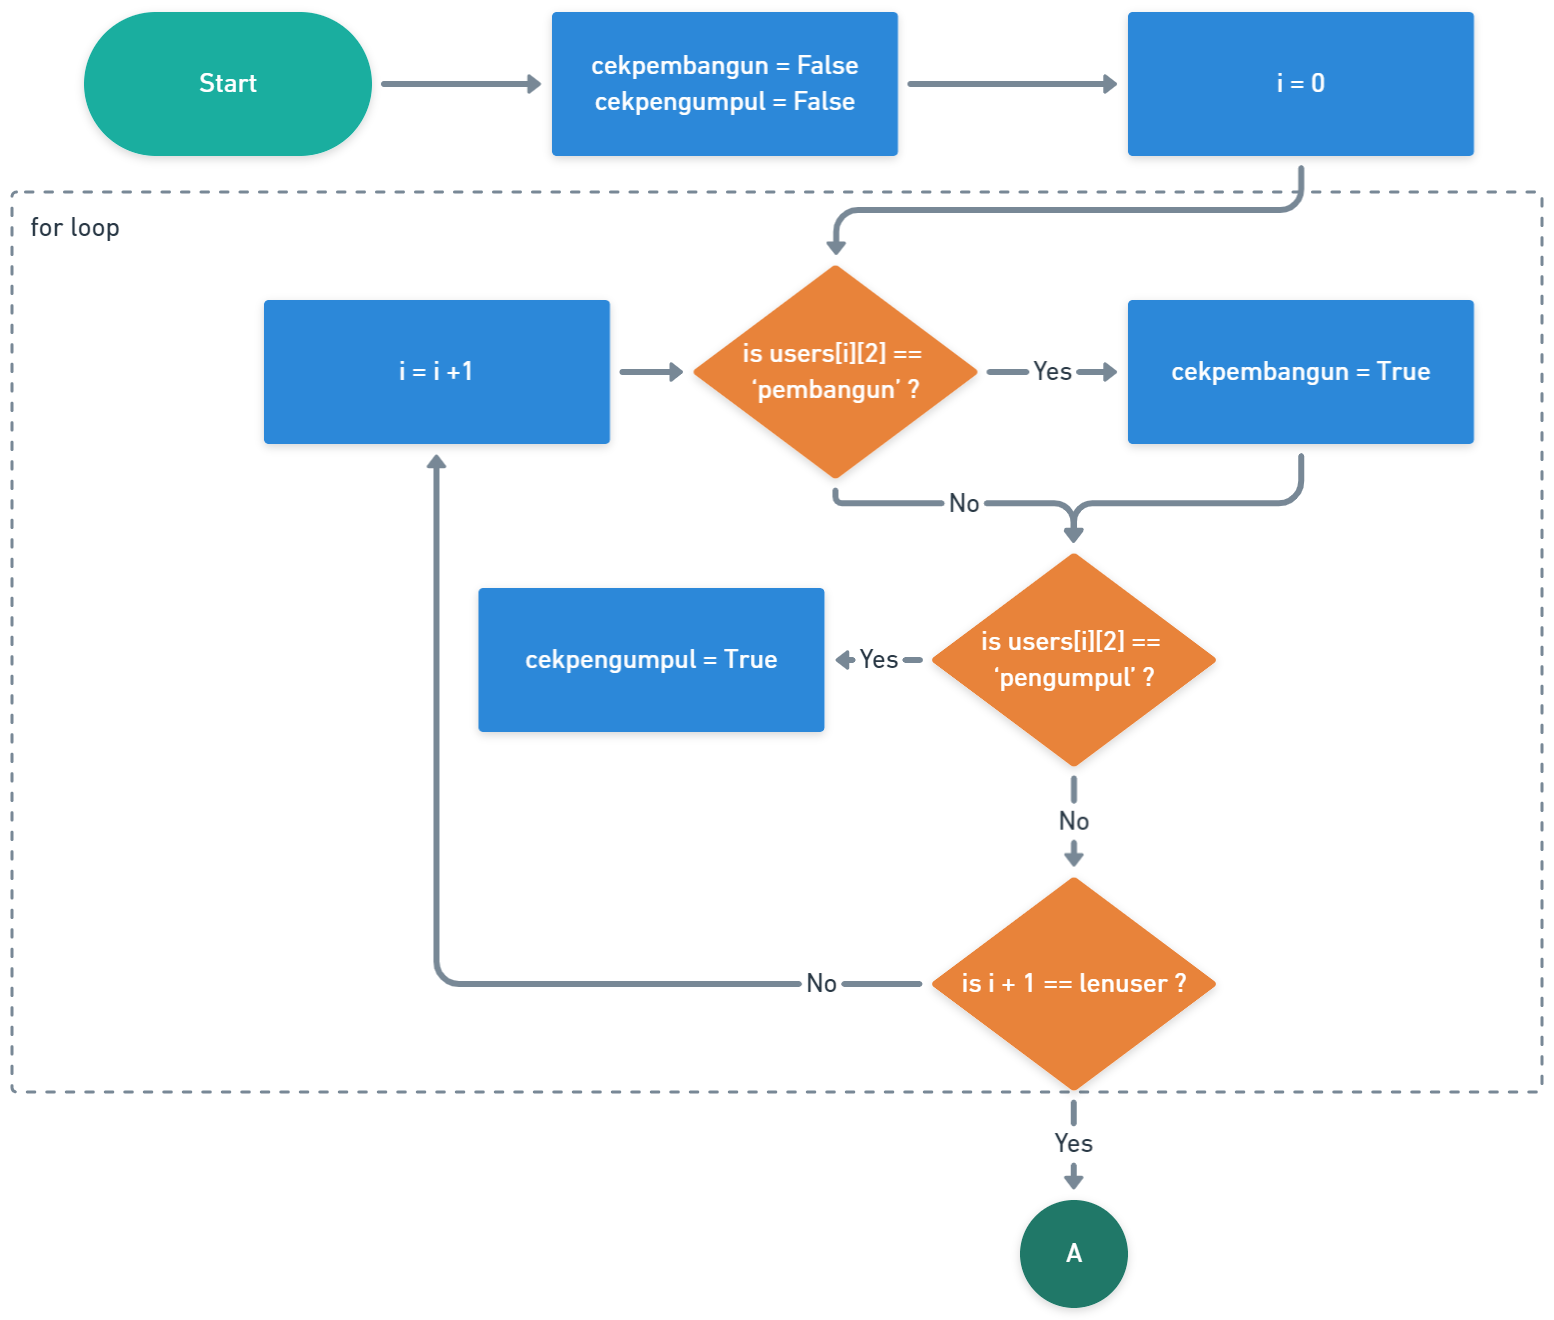 Start
cekpembangun = False
cekpengumpul = False
i = 0
for loop
i = i +1
is users[i][2] ==
‘pembangun’ ?
Yes
cekpembangun = True
No
cekpengumpul = True
Yes
is users[i][2] ==
‘pengumpul’ ?
No
No
is i + 1 == lenuser ?
Yes
A